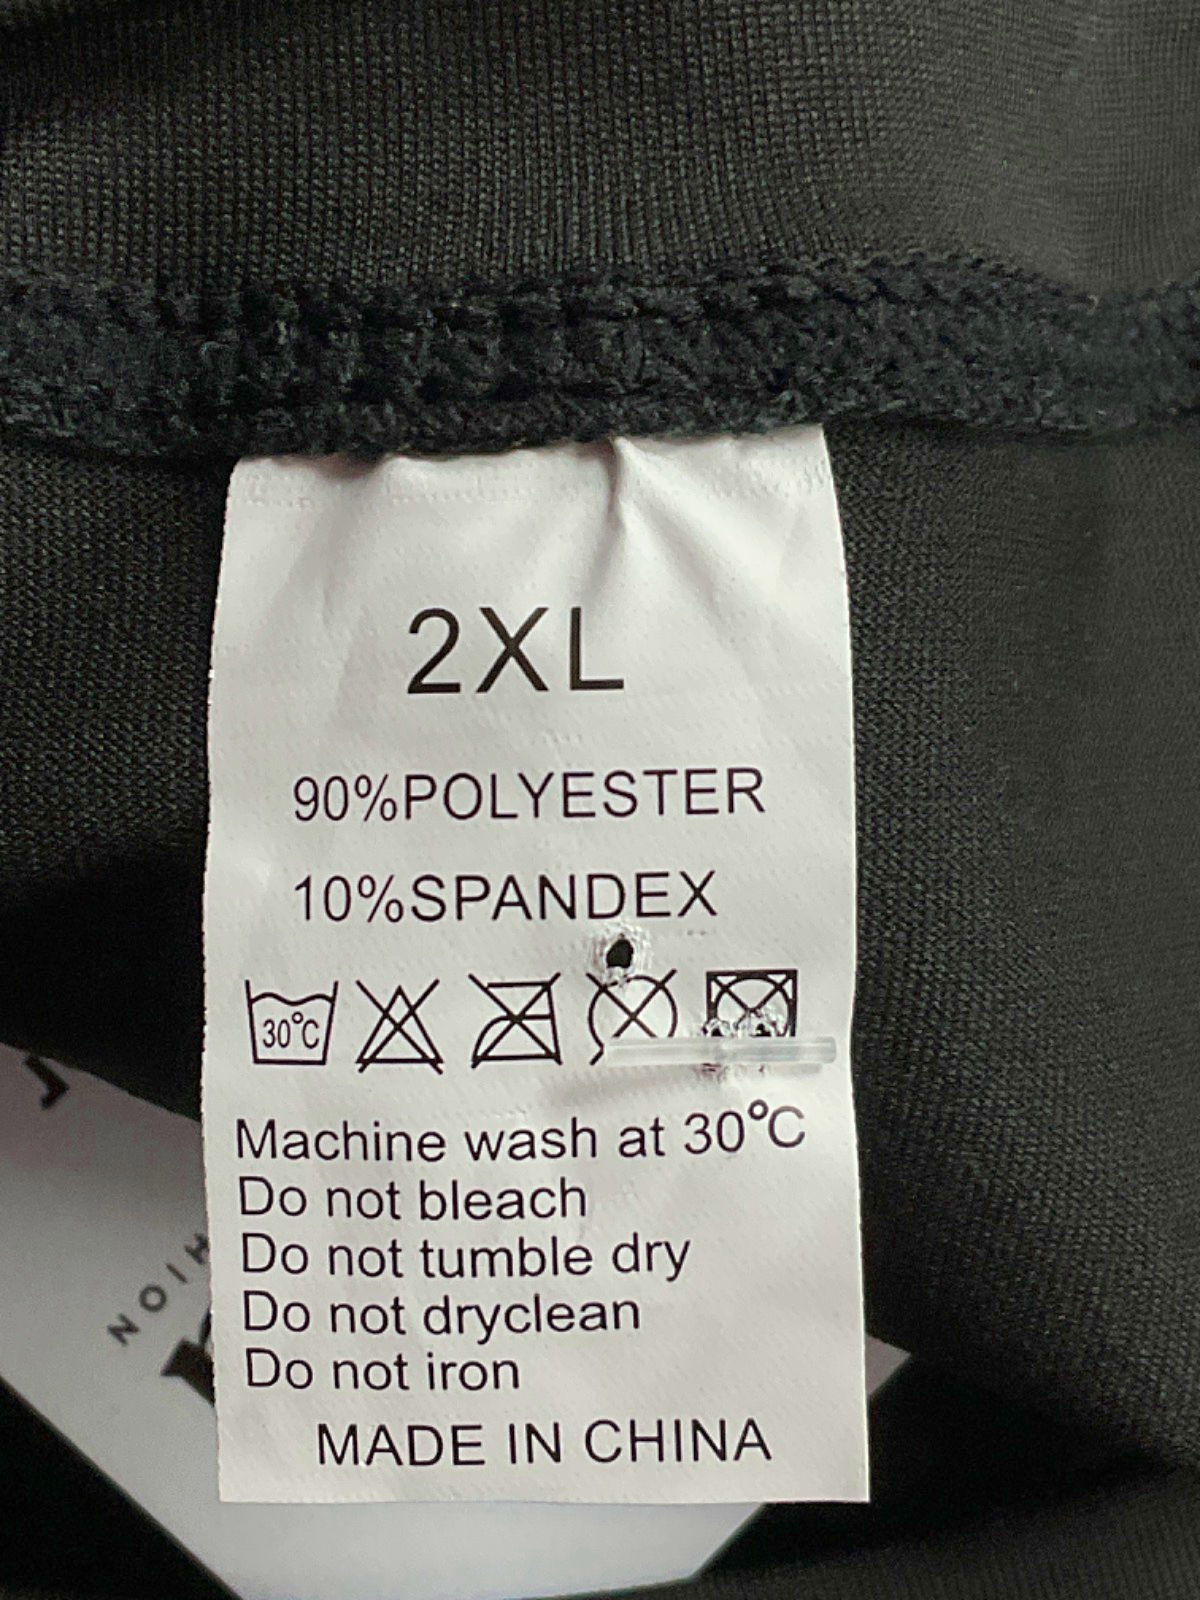 2XL
90%POLYESTER
10%SPANDEX
30°C
Machine wash at 30°C
Do not bleach
Do not tumble dry
Do not dryclean
Do not iron
MADE IN CHINA